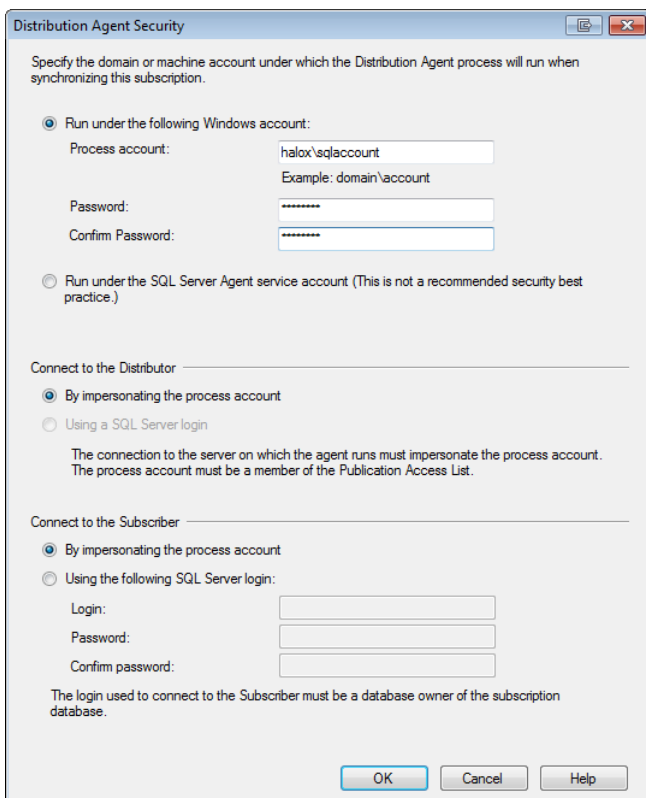 Distribution Agent Security
Specify the domain or machine account under which the Distribution Agent process will run when
synchronizing this subscription.
Run under the following Windows account:
Process account:
halox\sqlaccount
Example: domain\account
Password:
********
Confirm Password:
********
Run under the SQL Server Agent service account (This is not a recommended security best
practice.)
Connect to the Distributor
By impersonating the process account
Using a SQL Server login
The connection to the server on which the agent runs must impersonate the process account.
The process account must be a member of the Publication Access List.
Connect to the Subscriber
By impersonating the process account
Using the following SQL Server login:
Login:
Password:
Confirm password:
The login used to connect to the Subscriber must be a database owner of the subscription
database.
OK
Cancel
Help